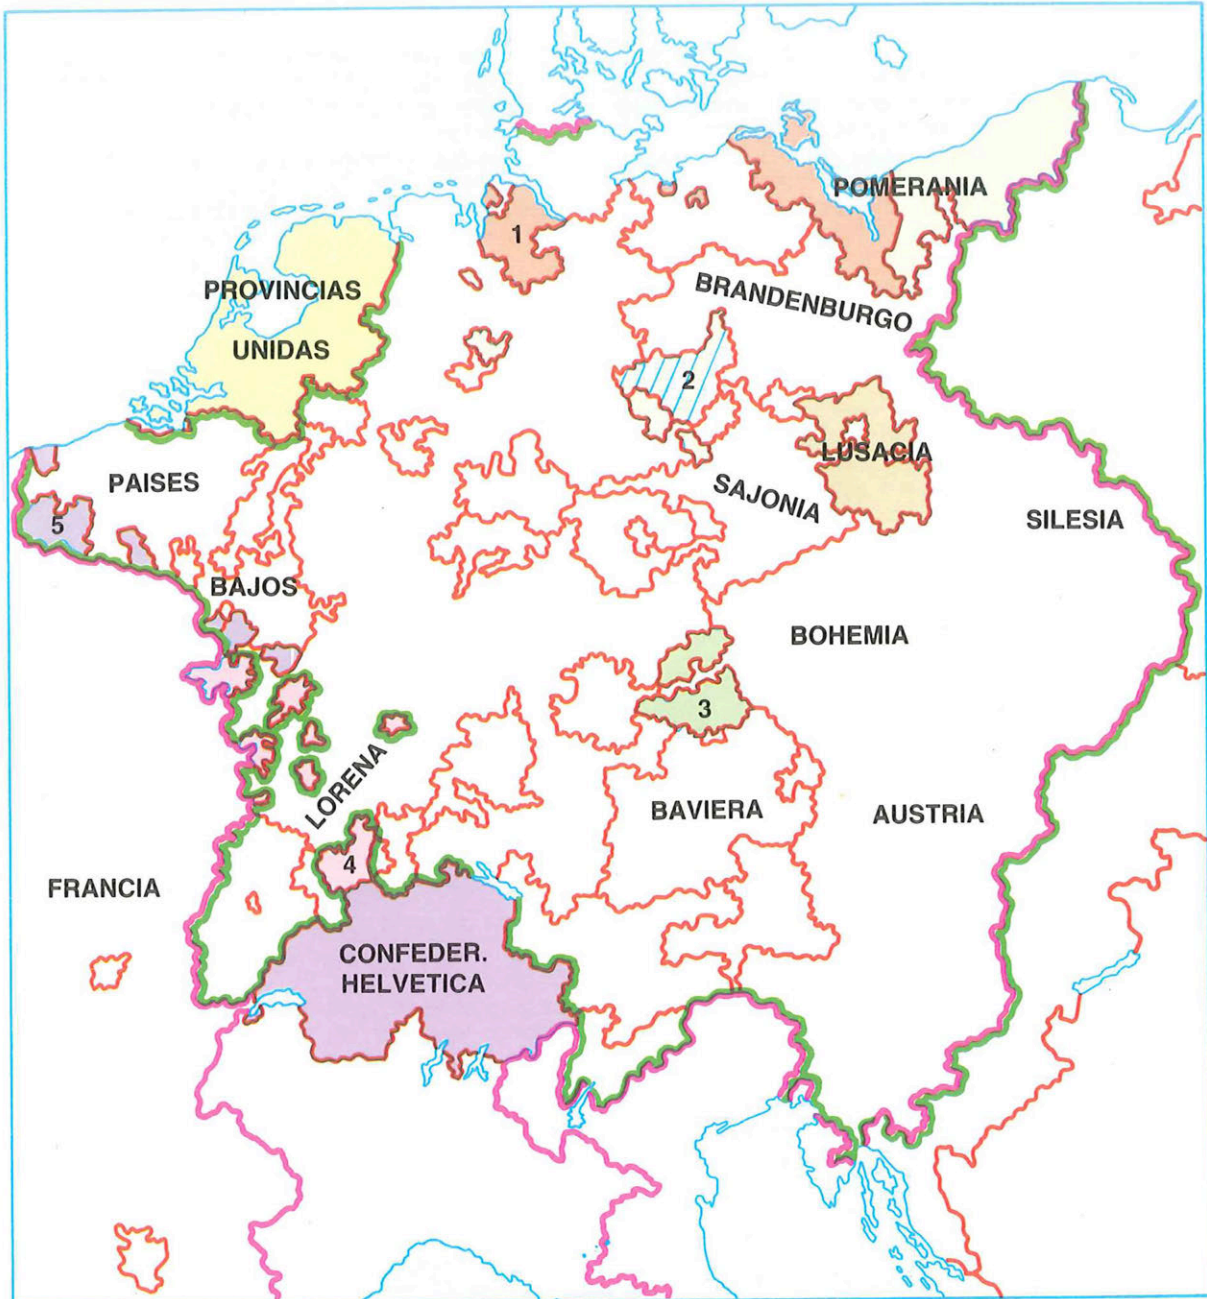 POMERANIA
1
PROVINCIAS
UNIDAS
BRANDENBURGO
2
LUSACIA
PAISES
SAJONIA
5
SILESIA
BAJOS
BOHEMIA
3
LORENA
BAVIERA
AUSTRIA
4
FRANCIA
CONFEDER.
HELVETICA